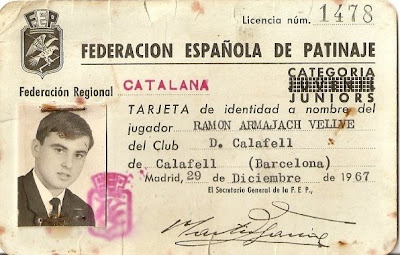 Licencia núm. 1478
F E P
FEDERACION ESPAÑOLA DE PATINAJE
CATEGORIA
JUNIORS
Federación Regional CATALANA
TARJETA de identidad a nombre del
jugador RAMON ARMAJACH VELLVE
del Club D. Calafell
de Calafell (Barcelona)
Madrid, 29 de Diciembre de 1967
El Secretario General de la F. E. P.,